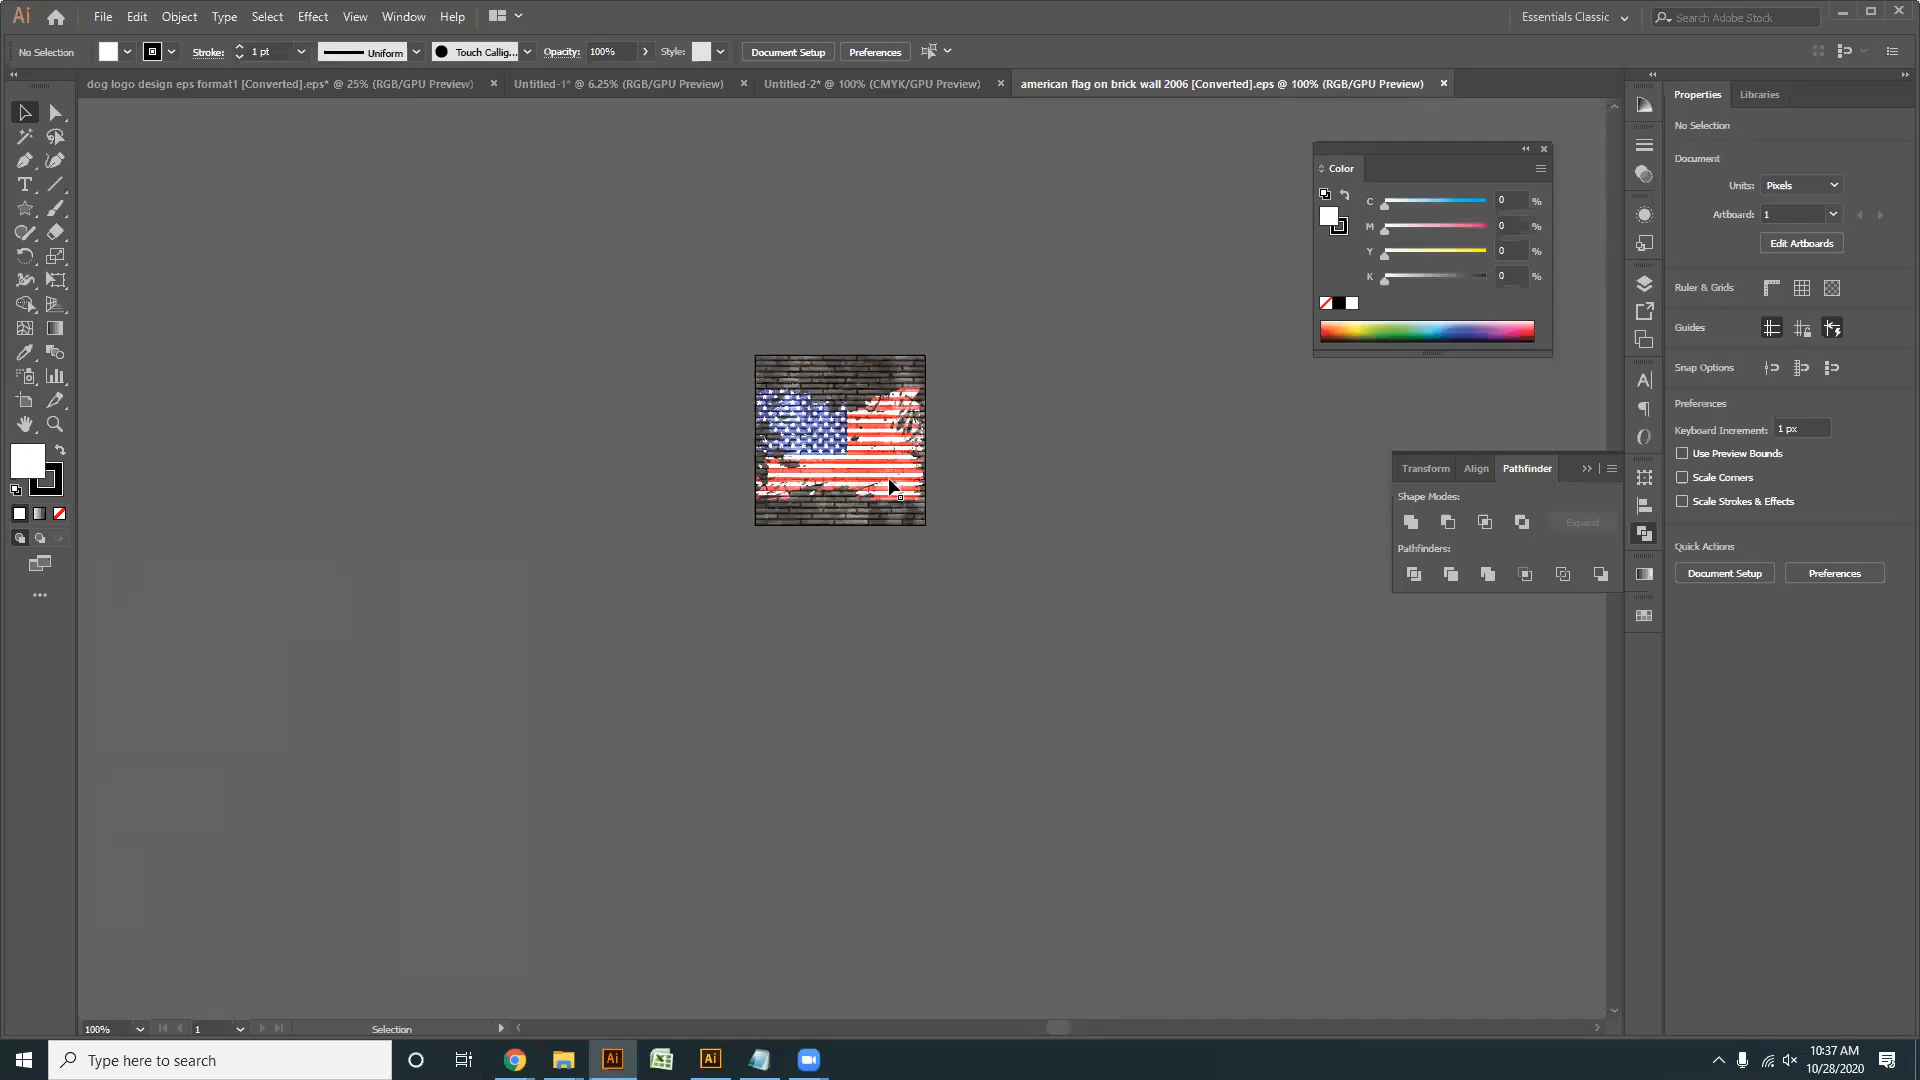 Ai File Edit Type Object Select Effect View Window Help Essentials Classic Search Adobe Stock
No Selection Stroke: 1 pt Uniform Touch Callig... Opacity: 100% Style: Document Setup Preferences
dog logo design eps format1 [Converted].eps* @ 25% (RGB/GPU Preview) Untitled-1* @ 6.25% (RGB/GPU Preview) Untitled-2* @ 100% (CMYK/GPU Preview) american flag on brick wall 2006 [Converted].eps @ 100% (RGB/GPU Preview)
Properties Libraries
No Selection
Document
Units: Pixels
Artboard: 1
Edit Artboards
Ruler & Grids
Guides
Snap Options
Preferences
Keyboard Increment: 1 px
Use Preview Bounds
Scale Corners
Scale Strokes & Effects
Quick Actions
Document Setup Preferences
Color
C 0 %
M 0 %
Y 0 %
K 0 %
Transform Align Pathfinder
Shape Modes:
Expand
Pathfinders:
100% 1 Selection
Type here to search
Ai
Ai
10:37 AM
10/28/2020